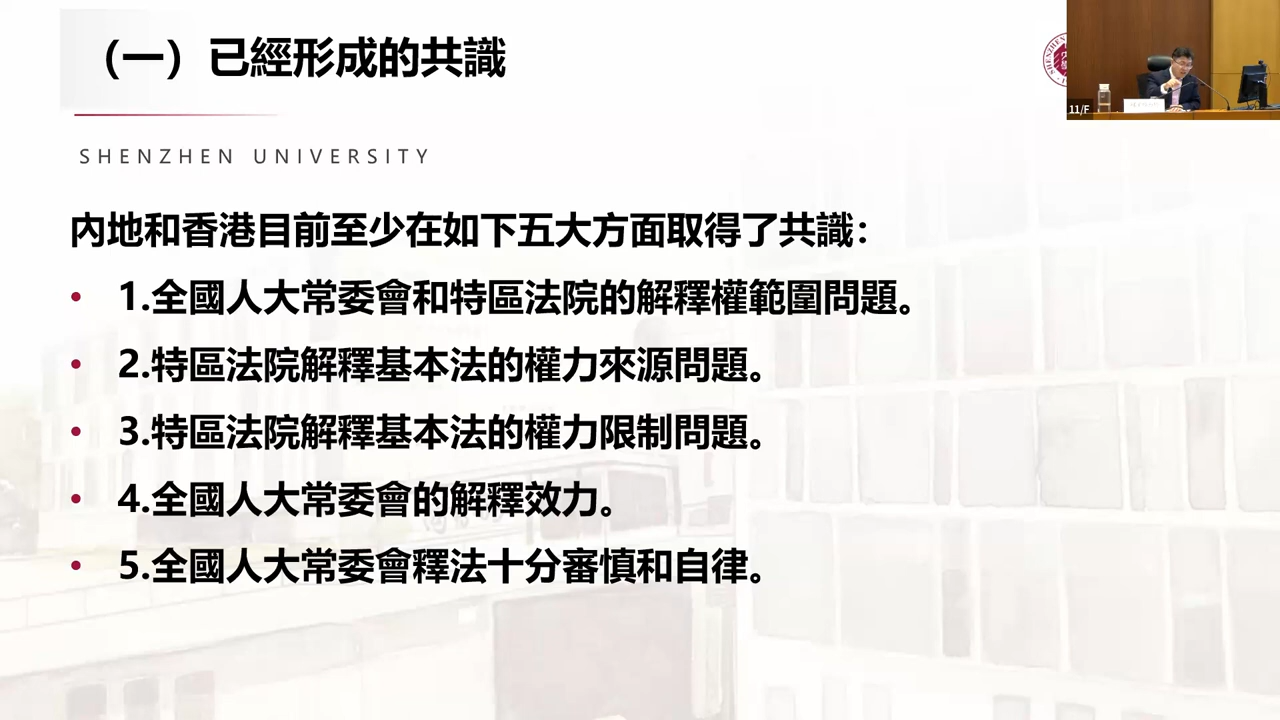 （一）已經形成的共識
SHENZHEN UNIVERSITY
內地和香港目前至少在如下五大方面取得了共識：
• 1.全國人大常委會和特區法院的解釋權範圍問題。
• 2.特區法院解釋基本法的權力來源問題。
• 3.特區法院解釋基本法的權力限制問題。
• 4.全國人大常委會的解釋效力。
• 5.全國人大常委會釋法十分審慎和自律。
11/F